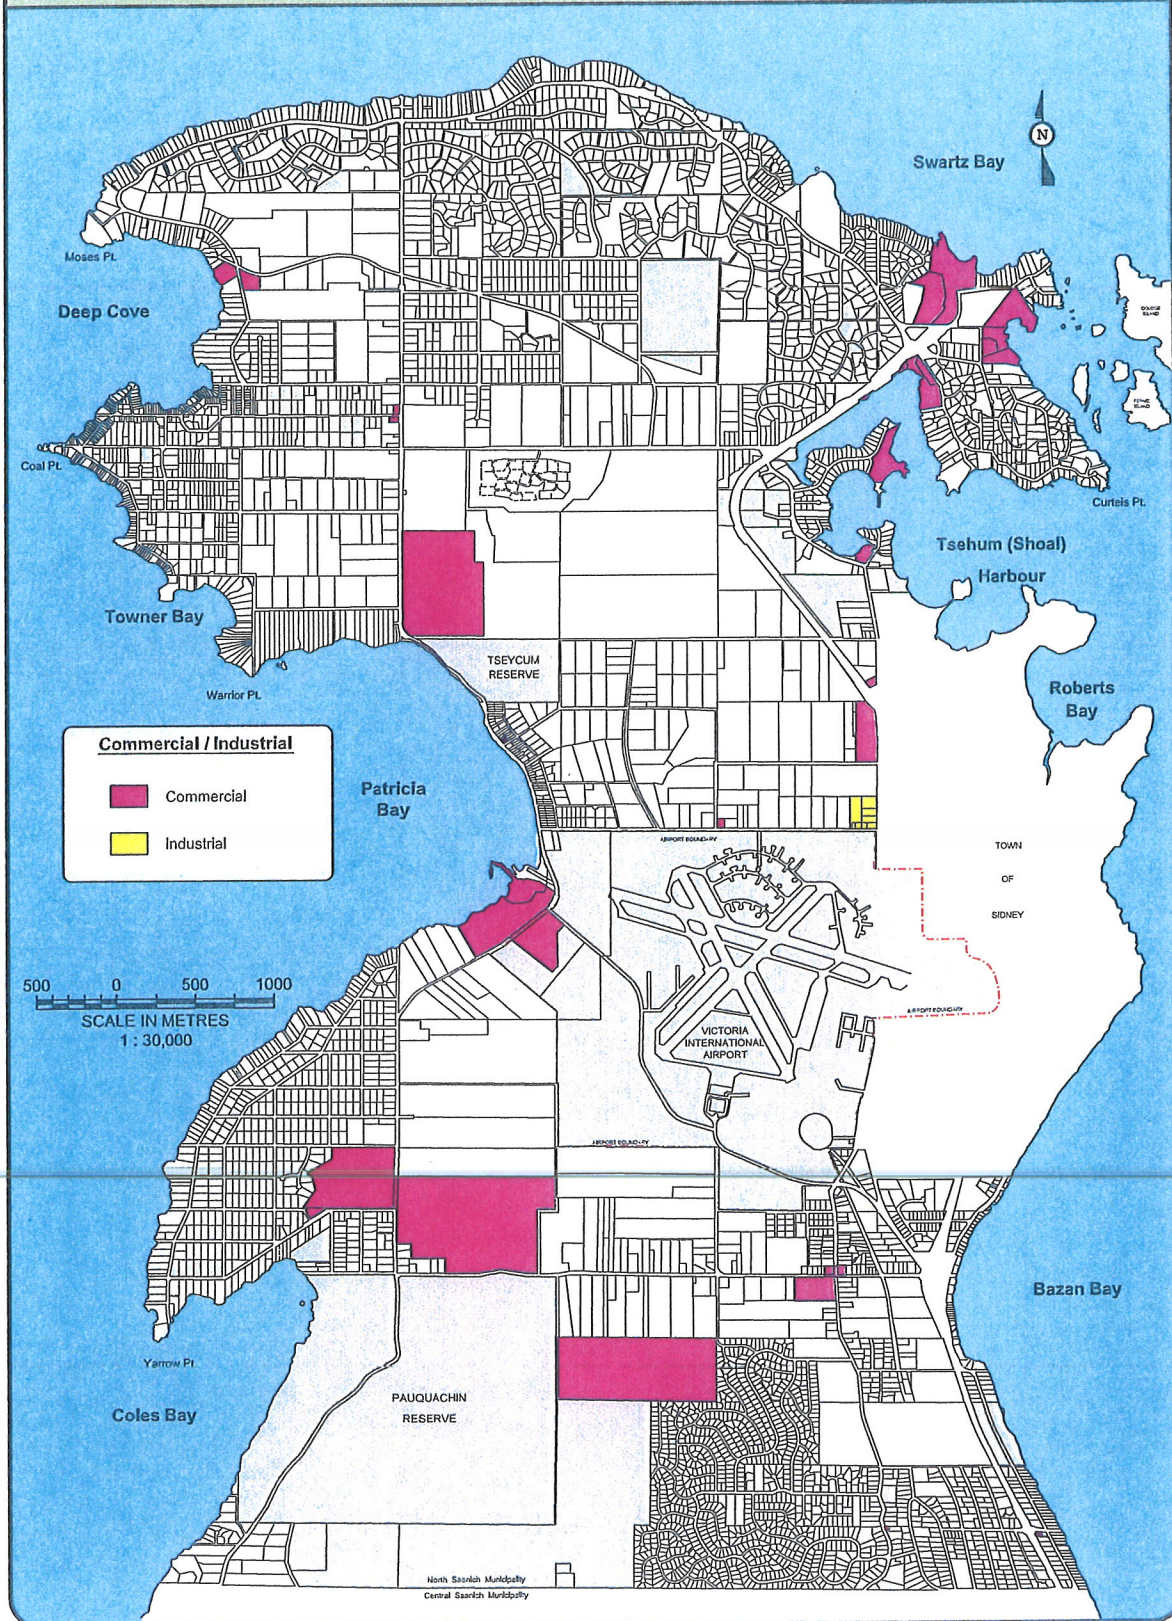 N
Swartz Bay
Moses Pt.
Deep Cove
Coal Pt.
Curteis Pt.
Tsehum (Shoal)
Harbour
Towner Bay
TSEYCUM
RESERVE
Warrior Pt.
Roberts
Bay
Commercial / Industrial
Commercial
Industrial
Patricia
Bay
AIRPORT BOUNDARY
TOWN
OF
SIDNEY
500 0 500 1000
SCALE IN METRES
1 : 30,000
AIRPORT BOUNDARY
VICTORIA
INTERNATIONAL
AIRPORT
AIRPORT BOUNDARY
Bazan Bay
Yarrow Pt.
Coles Bay
PAUQUACHIN
RESERVE
North Saanich Municipality
Central Saanich Municipality